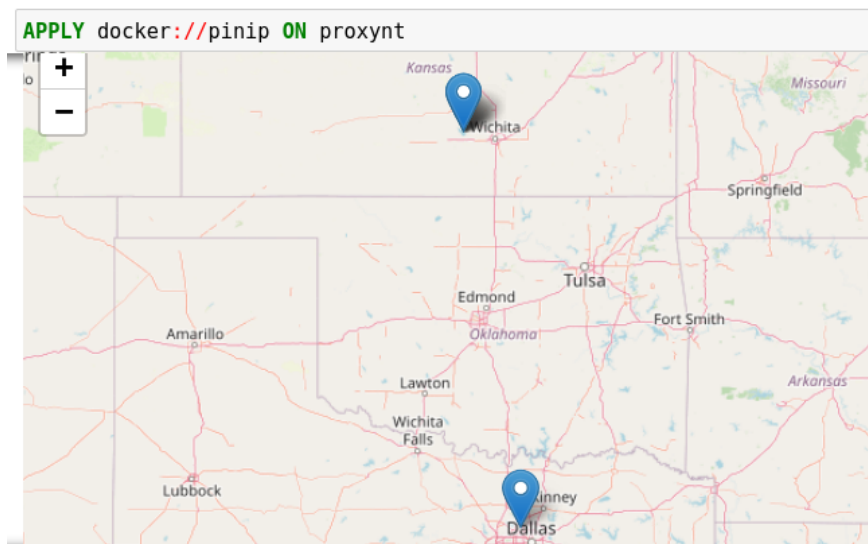 APPLY docker://pinip ON proxynt
+
−
Kansas
Missouri
Wichita
Springfield
Tulsa
Edmond
Oklahoma
Fort Smith
Amarillo
Lawton
Arkansas
Wichita
Falls
Lubbock
Kinney
Dallas